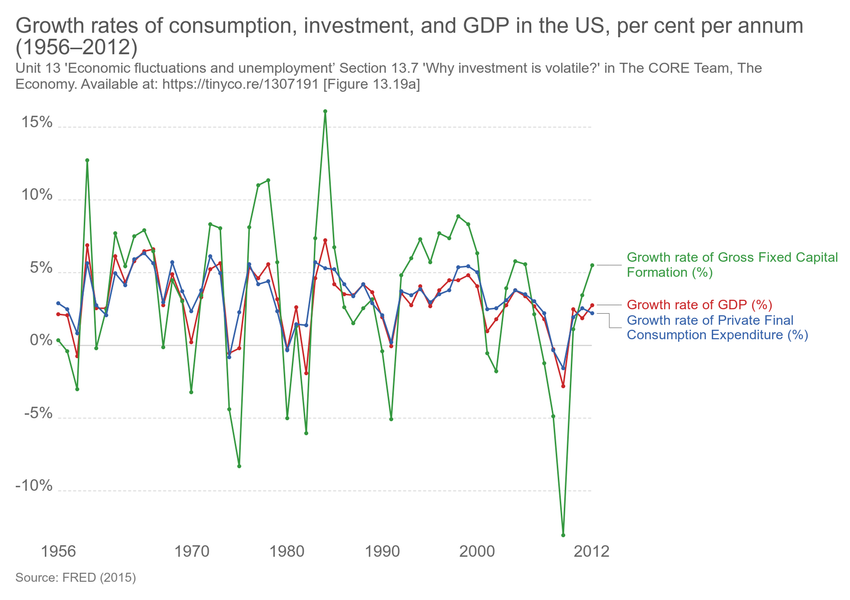 Growth rates of consumption, investment, and GDP in the US, per cent per annum
(1956–2012)
Unit 13 'Economic fluctuations and unemployment’ Section 13.7 'Why investment is volatile?' in The CORE Team, The
Economy. Available at: https://tinyco.re/1307191 [Figure 13.19a]
15%
10%
5%
0%
-5%
-10%
Growth rate of Gross Fixed Capital
Formation (%)
Growth rate of GDP (%)
Growth rate of Private Final
Consumption Expenditure (%)
1956 1970 1980 1990 2000 2012
Source: FRED (2015)